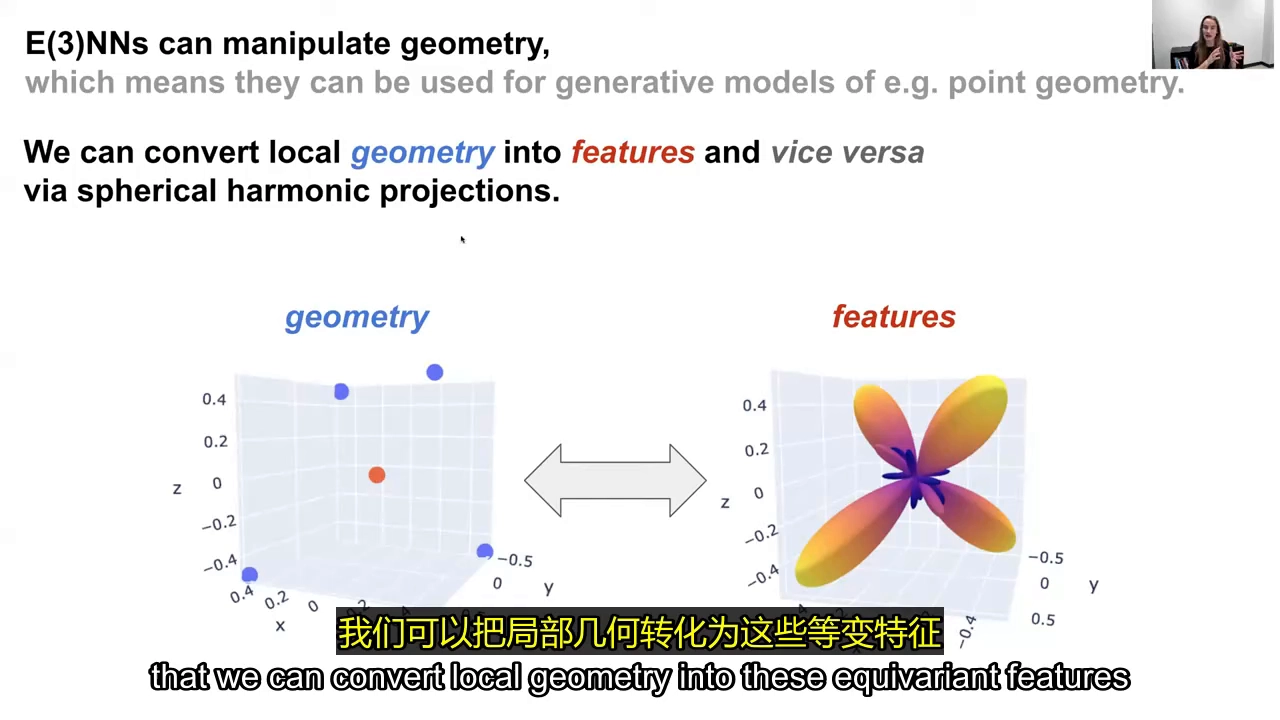 E(3)NNs can manipulate geometry,
which means they can be used for generative models of e.g. point geometry.
We can convert local geometry into features and vice versa
via spherical harmonic projections.
geometry
features
0.4
0.2
0
−0.2
−0.4
z
0.4
0.2
0
x
−0.5
0
y
0.4
0.2
0
−0.2
−0.4
z
−0.4
−0.5
0
0.5
y
我们可以把局部几何转化为这些等变特征
that we can convert local geometry into these equivariant features